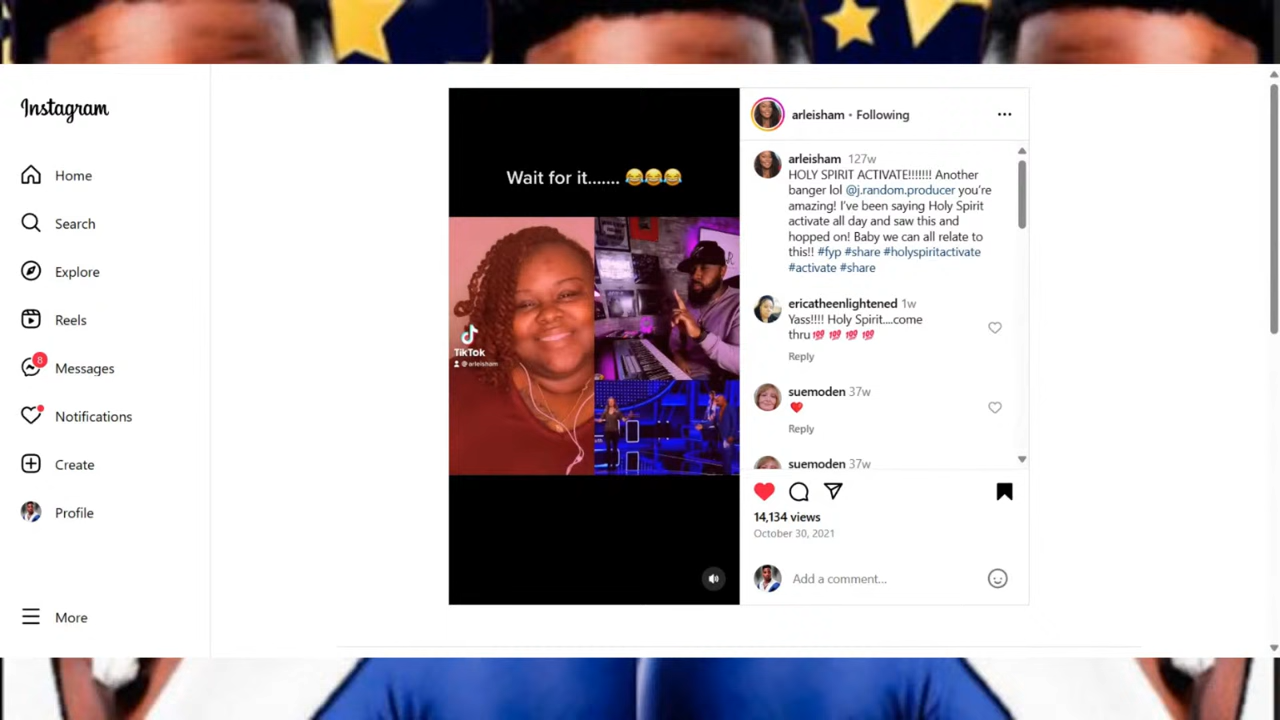 Instagram
Home
Search
Explore
Reels
8
Messages
Notifications
Create
Profile
More
Wait for it....... 😂😂😂
TikTok
@arleisham
arleisham • Following
arleisham 127w
HOLY SPIRIT ACTIVATE!!!!!!! Another
banger lol @j.random.producer you're
amazing! I've been saying Holy Spirit
activate all day and saw this and
hopped on! Baby we can all relate to
this!! #fyp #share #holyspiritactivate
#activate #share
ericatheenlightened 1w
Yass!!!! Holy Spirit....come
thru💯 💯 💯 💯
Reply
suemoden 37w
❤️
Reply
suemoden 37w
14,134 views
October 30, 2021
Add a comment...